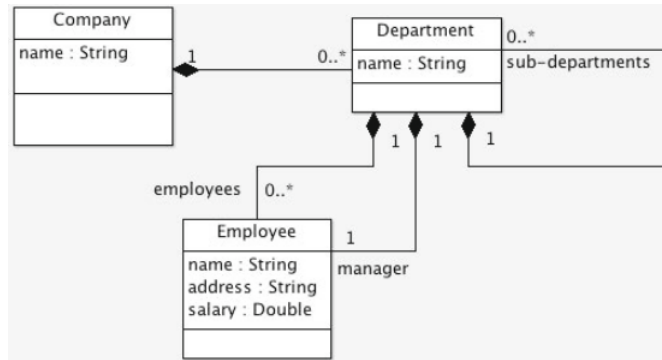 Company
name : String
1
0..*
Department
name : String
0..*
sub-departments
1
1
1
employees
0..*
Employee
name : String
address : String
salary : Double
1
manager